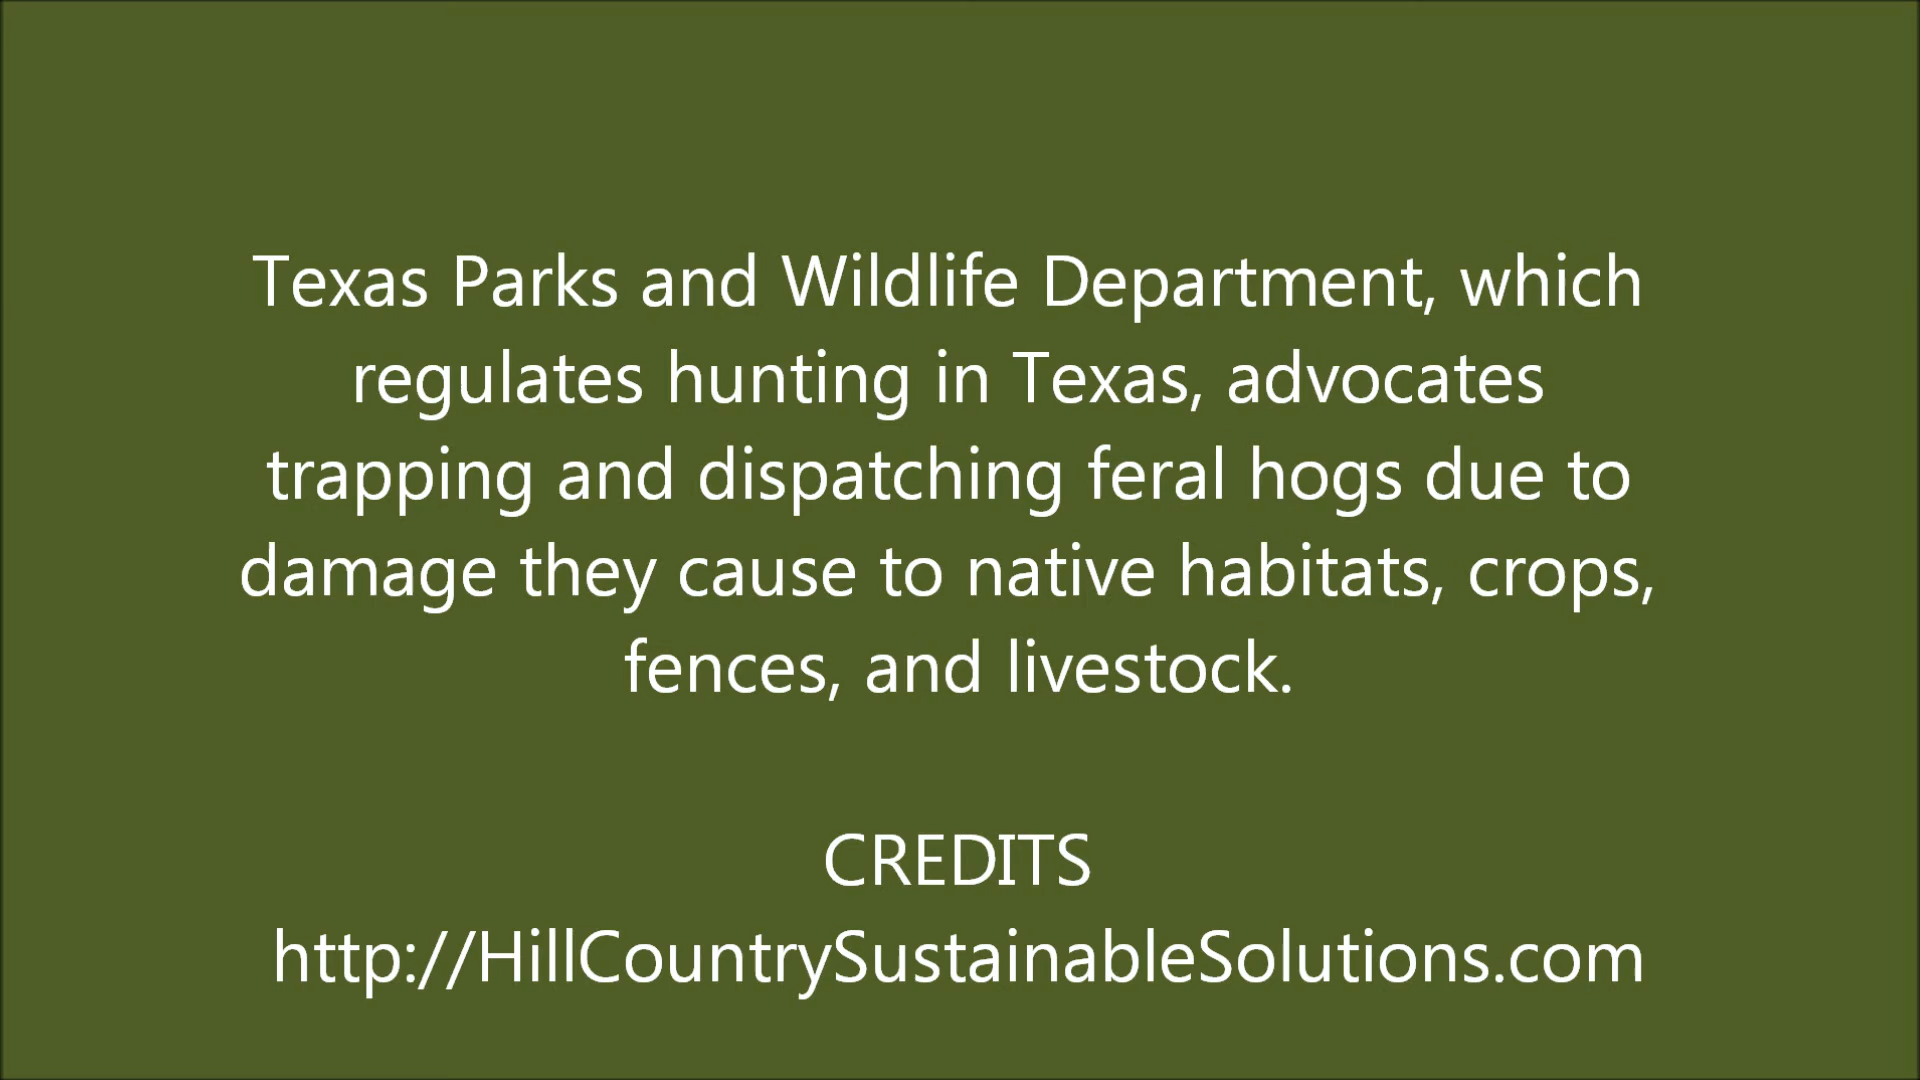 Texas Parks and Wildlife Department, which
regulates hunting in Texas, advocates
trapping and dispatching feral hogs due to
damage they cause to native habitats, crops,
fences, and livestock.
CREDITS
http://HillCountrySustainableSolutions.com